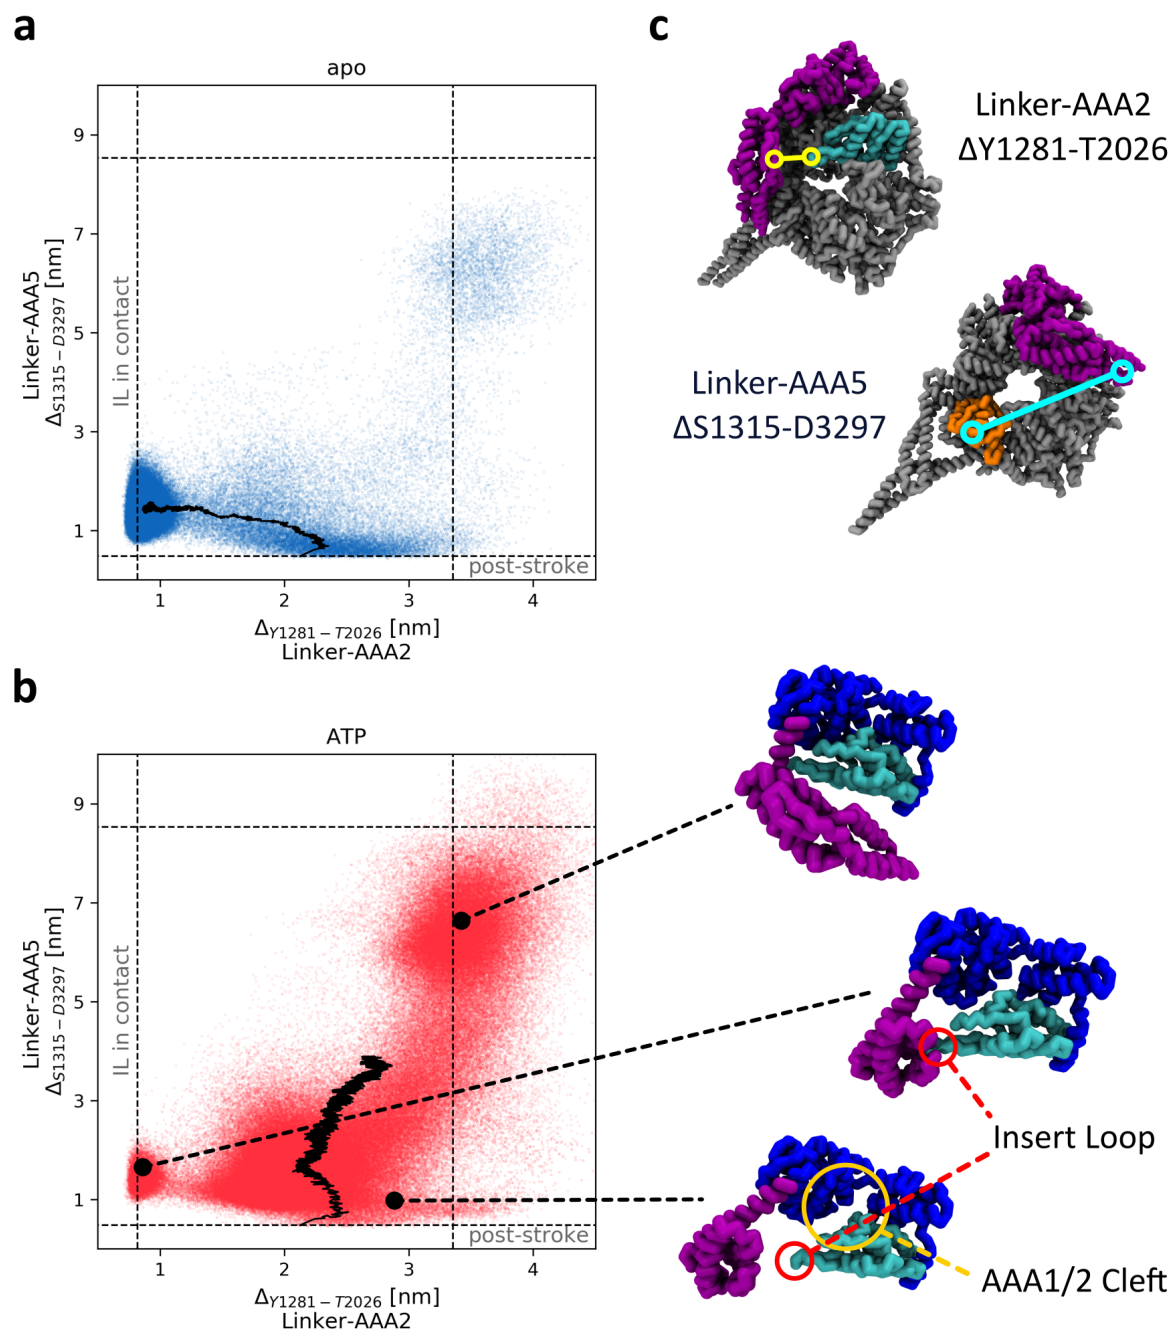 a
apo
9
7
5
3
1
Linker-AAA5
ΔS1315−D3297 [nm]
IL in contact
post-stroke
1 2 3 4
ΔY1281−T2026 [nm]
Linker-AAA2
c
Linker-AAA2
ΔY1281-T2026
Linker-AAA5
ΔS1315-D3297
b
ATP
9
7
5
3
1
Linker-AAA5
ΔS1315−D3297 [nm]
IL in contact
post-stroke
1 2 3 4
ΔY1281−T2026 [nm]
Linker-AAA2
Insert Loop
AAA1/2 Cleft